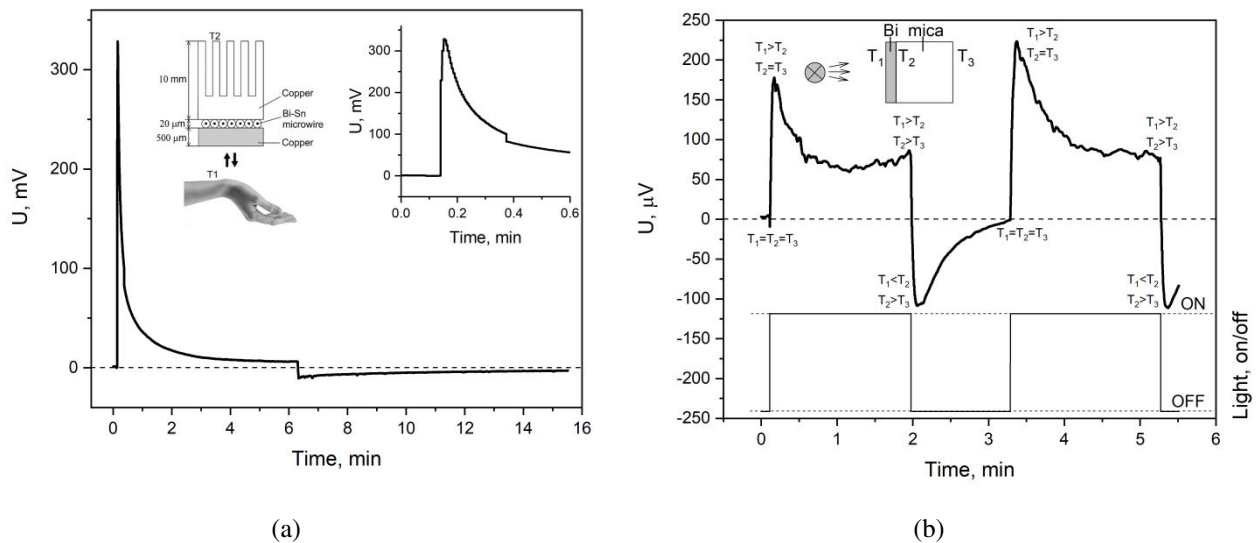 350
300
U, mV
200
100
0
0 2 4 6 8 10 12 14 16
Time, min
T2
10 mm
20 μm
500 μm
Copper
Bi-Sn
microwire
Copper
T1
U, mV
300
200
100
0
0.0 0.2 0.4 0.6
Time, min
(a)
250
200
150
100
50
0
-25
-50
-100
-150
-200
-250
U, μV
0 1 2 3 4 5 6
Time, min
Light, on/off
Bi mica
T1 T2 T3
T1>T2
T2=T3
T1>T2
T2>T3
T1>T2
T2=T3
T1>T2
T2>T3
T1=T2=T3
T1=T2=T3
T1<T2
T2>T3
T1<T2
T2>T3
ON
OFF
(b)